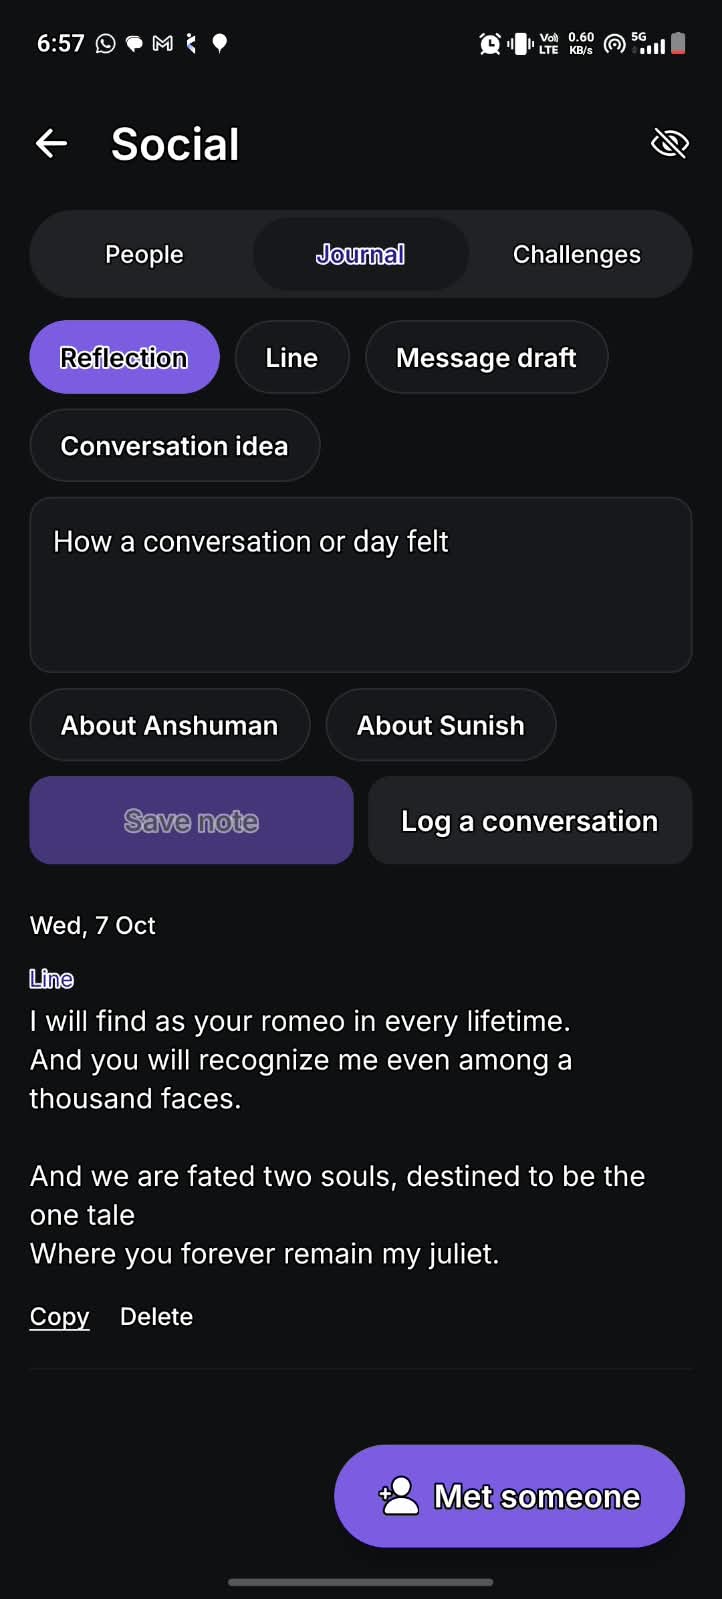 6:57
Vo) LTE 0.60 KB/s 5G
Social
People Journal Challenges
Reflection Line Message draft
Conversation idea
How a conversation or day felt
About Anshuman About Sunish
Save note Log a conversation
Wed, 7 Oct
Line
I will find as your romeo in every lifetime.
And you will recognize me even among a
thousand faces.
And we are fated two souls, destined to be the
one tale
Where you forever remain my juliet.
Copy Delete
Met someone